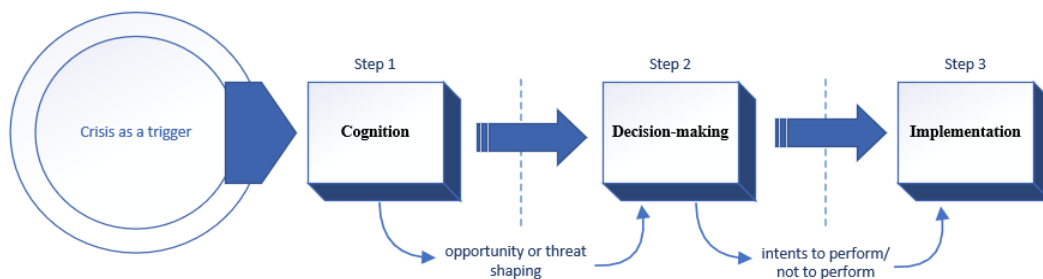 Step 1
Step 2
Step 3
Crisis as a trigger
Cognition
Decision-making
Implementation
opportunity or threat
shaping
intents to perform/
not to perform